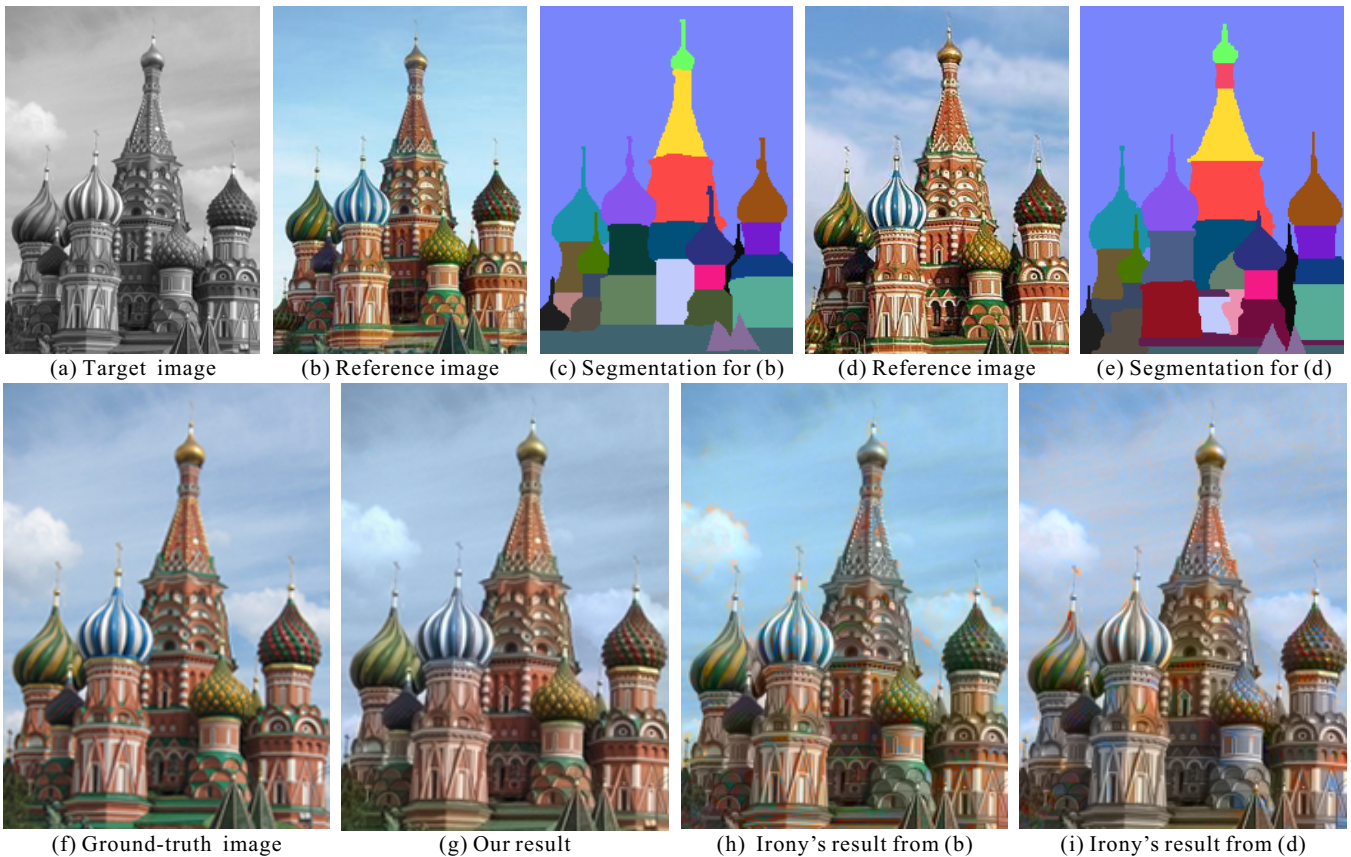 (a) Target image
(b) Reference image
(c) Segmentation for (b)
(d) Reference image
(e) Segmentation for (d)
(f) Ground-truth image
(g) Our result
(h) Irony's result from (b)
(i) Irony's result from (d)